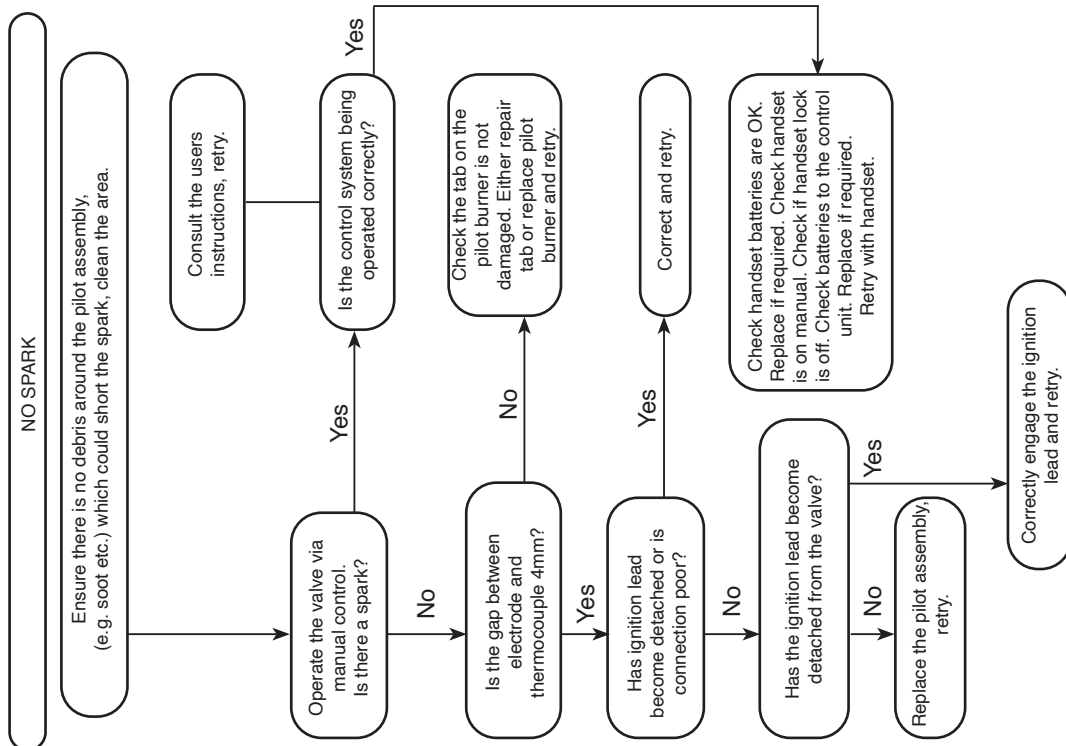 NO SPARK
Ensure there is no debris around the pilot assembly,
(e.g. soot etc.) which could short the spark, clean the area.
Operate the valve via
manual control.
Is there a spark?
Yes
Is the control system being
operated correctly?
Consult the users
instructions, retry.
Yes
No
Is the gap between
electrode and
thermocouple 4mm?
No
Check the tab on the
pilot burner is not
damaged. Either repair
tab or replace pilot
burner and retry.
Yes
Has ignition lead
become detached or is
connection poor?
Yes
Correct and retry.
No
Has the ignition lead become
detached from the valve?
Check handset batteries are OK.
Replace if required. Check handset
is on manual. Check if handset lock
is off. Check batteries to the control
unit. Replace if required.
Retry with handset.
No
Yes
Replace the pilot assembly,
retry.
Correctly engage the ignition
lead and retry.